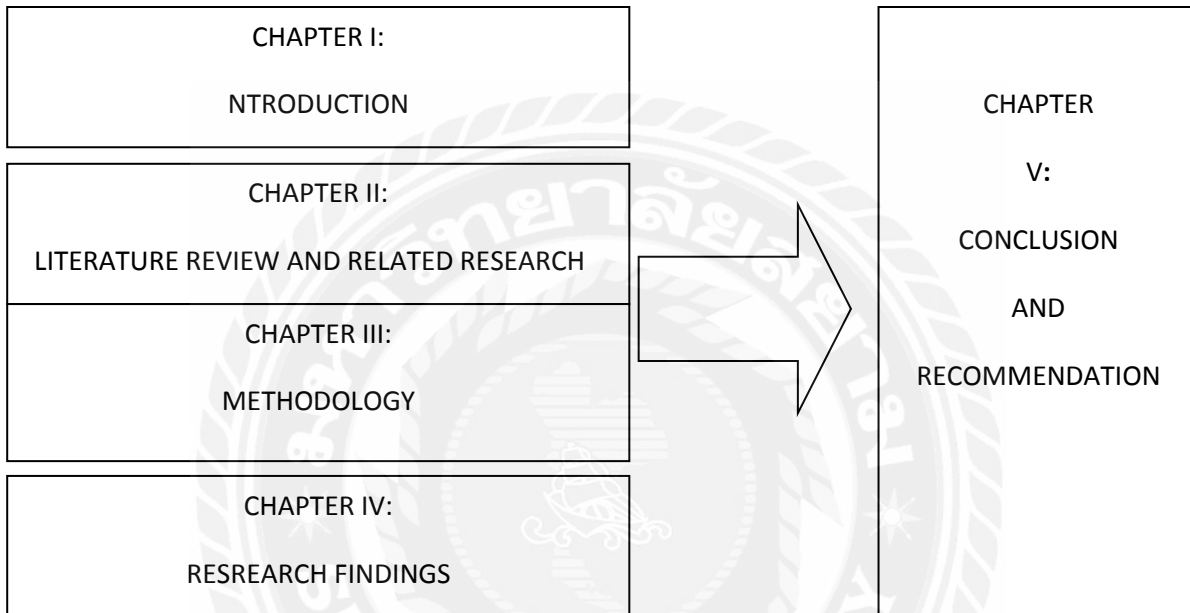 CHAPTER I:
NTRODUCTION
CHAPTER II:
LITERATURE REVIEW AND RELATED RESEARCH
CHAPTER III:
METHODOLOGY
CHAPTER IV:
RESREARCH FINDINGS
CHAPTER
V:
CONCLUSION
AND
RECOMMENDATION